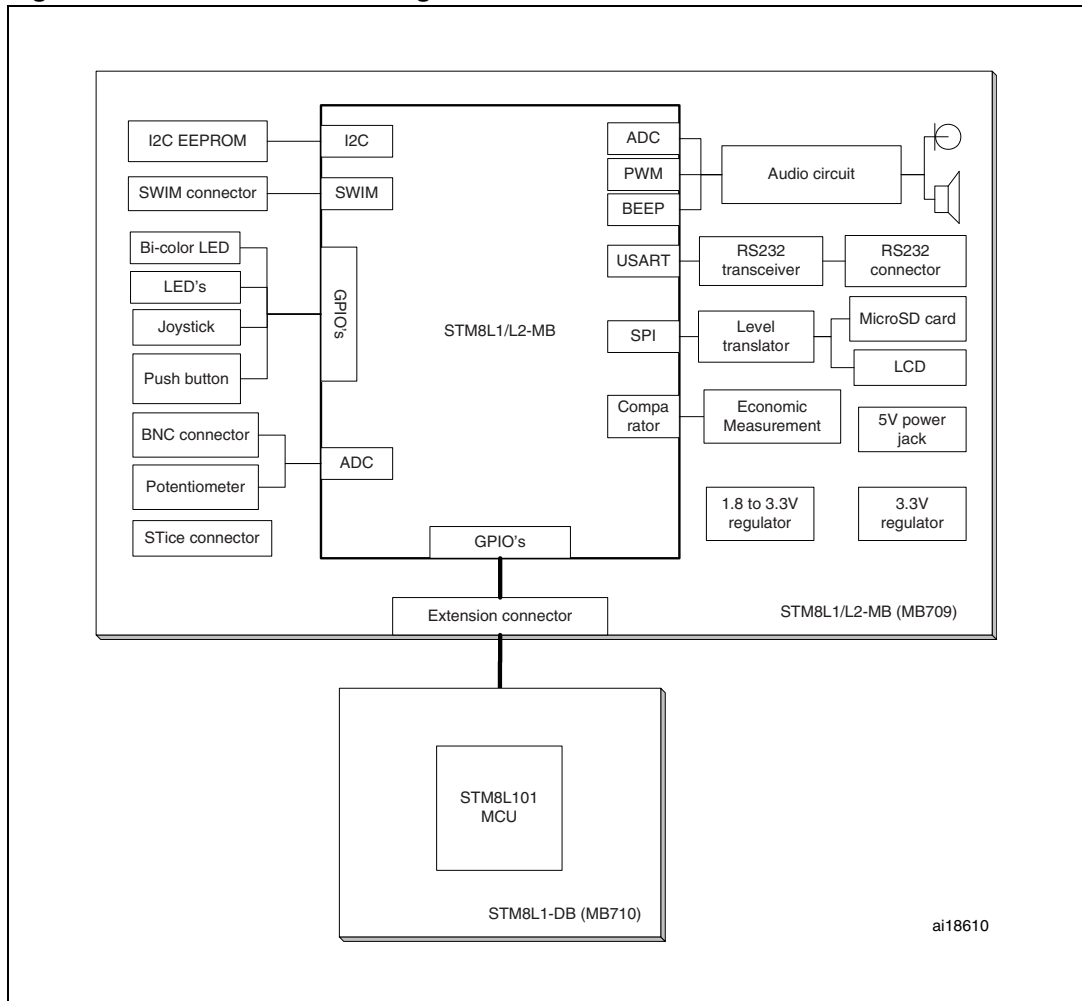 I2C EEPROM
I2C
SWIM connector
SWIM
Bi-color LED
LED's
Joystick
Push button
GPIO's
BNC connector
Potentiometer
ADC
STice connector
STM8L1/L2-MB
ADC
PWM
BEEP
Audio circuit
USART
RS232
transceiver
RS232
connector
SPI
Level
translator
MicroSD card
LCD
Compa
rator
Economic
Measurement
5V power
jack
1.8 to 3.3V
regulator
3.3V
regulator
GPIO's
Extension connector
STM8L1/L2-MB (MB709)
STM8L101
MCU
STM8L1-DB (MB710)
ai18610